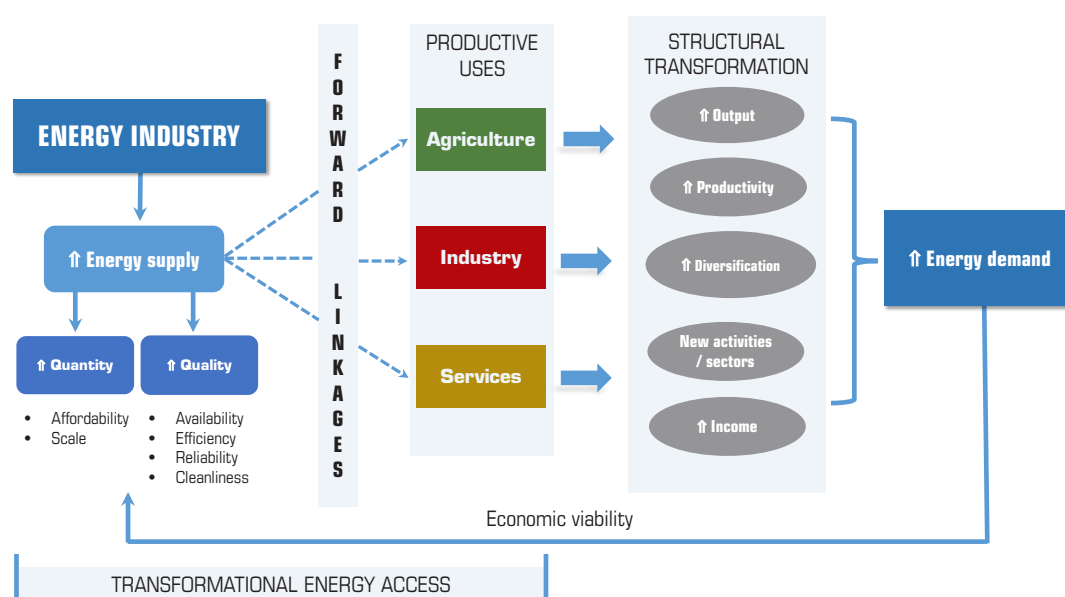 ENERGY INDUSTRY
⇑ Energy supply
⇑ Quantity
• Affordability
• Scale
⇑ Quality
• Availability
• Efficiency
• Reliability
• Cleanliness
FORWARD LINKAGES
PRODUCTIVE
USES
Agriculture
Industry
Services
STRUCTURAL
TRANSFORMATION
⇑ Output
⇑ Productivity
⇑ Diversification
New activities
/ sectors
⇑ Income
⇑ Energy demand
Economic viability
TRANSFORMATIONAL ENERGY ACCESS